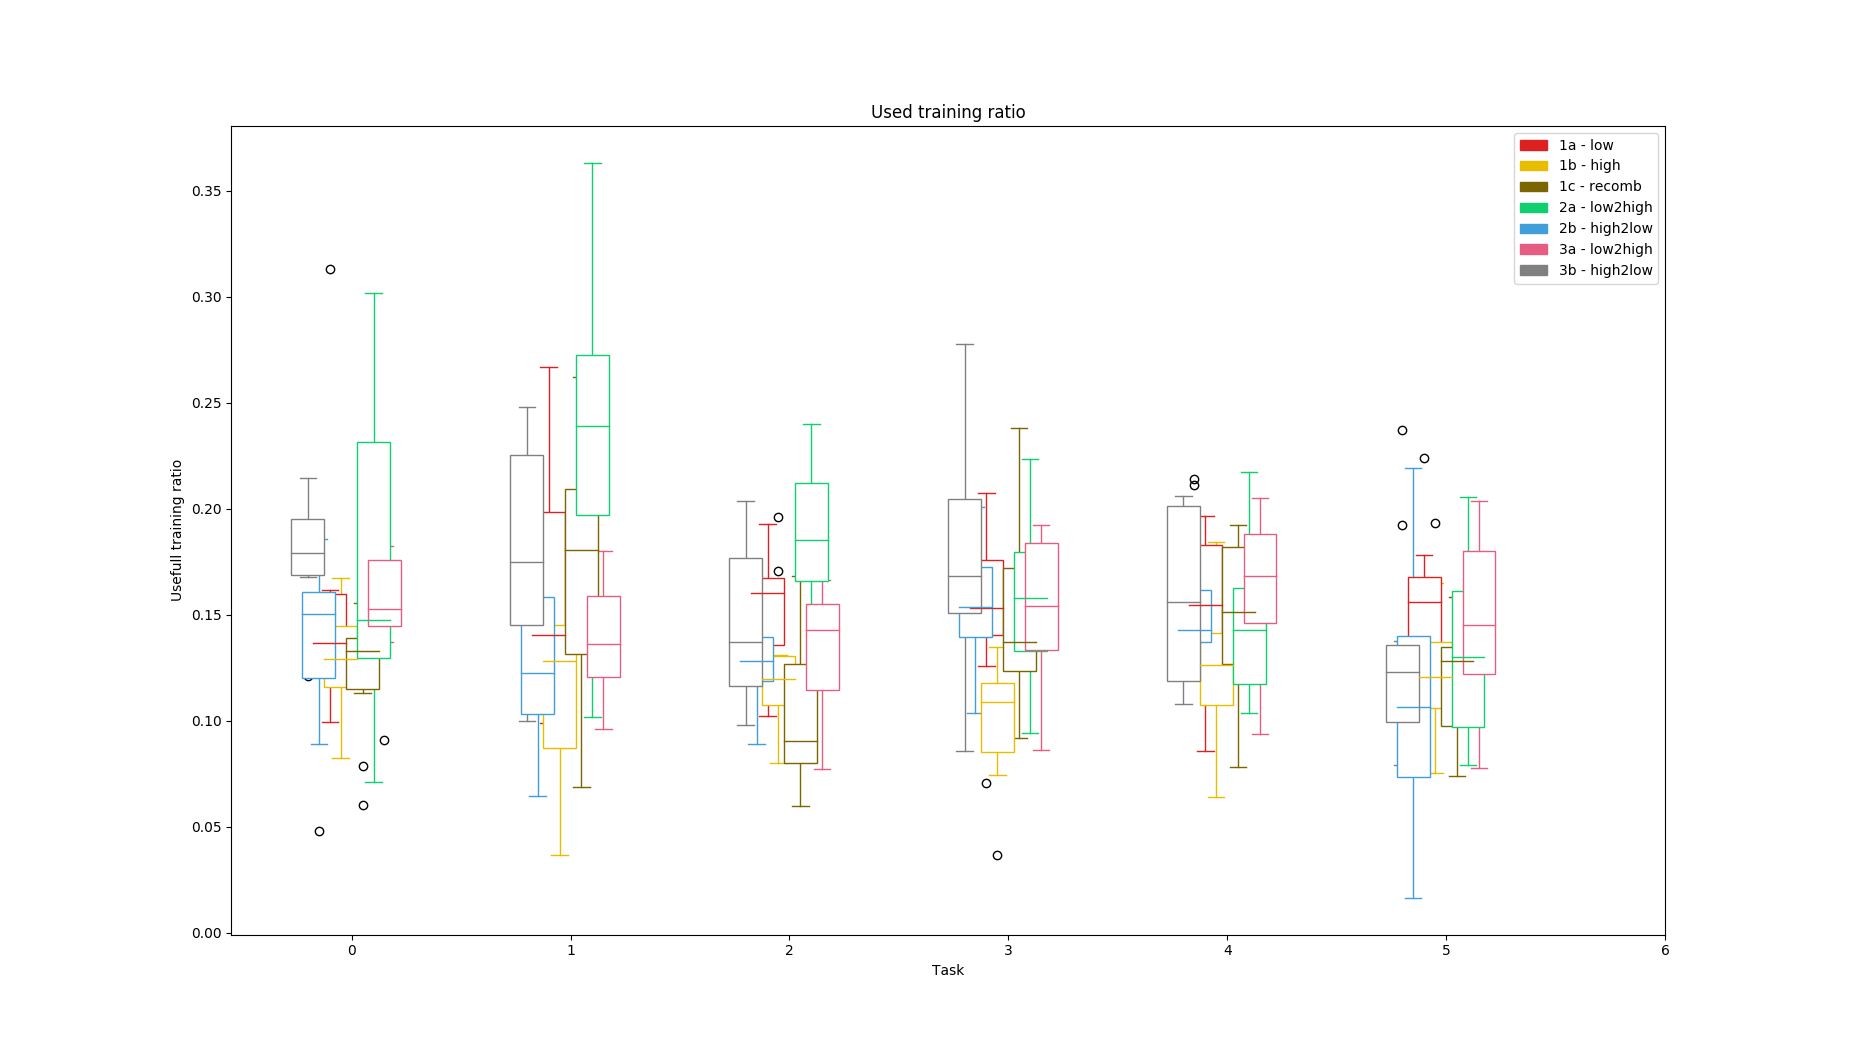 Used training ratio
1a - low
1b - high
1c - recomb
2a - low2high
2b - high2low
3a - low2high
3b - high2low
0.35
0.30
0.25
0.20
0.15
0.10
0.05
0.00
Usefull training ratio
0 1 2 3 4 5 6
Task